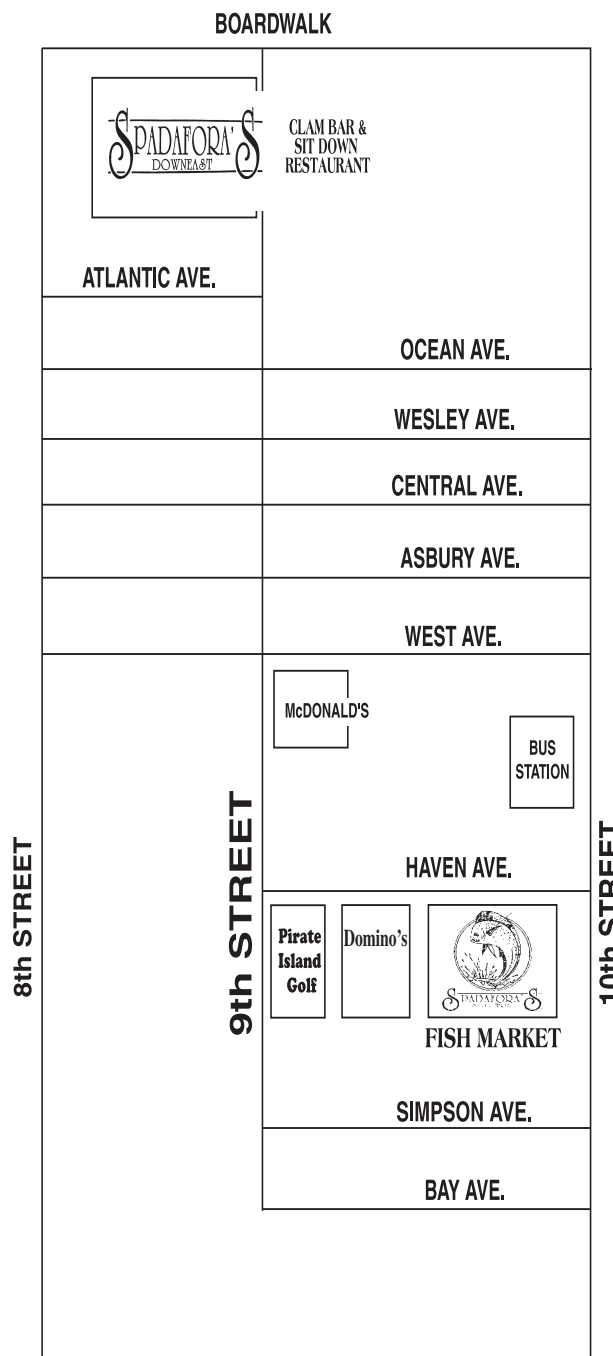 BOARDWALK
SPADAFORA'S
DOWNEAST
CLAM BAR &
SIT DOWN
RESTAURANT
ATLANTIC AVE.
OCEAN AVE.
WESLEY AVE.
CENTRAL AVE.
ASBURY AVE.
WEST AVE.
McDONALD'S
BUS
STATION
8th STREET
9th STREET
10th STREET
HAVEN AVE.
Pirate
Island
Golf
Domino's
SPADAFORA'S
FISH MARKET
SIMPSON AVE.
BAY AVE.